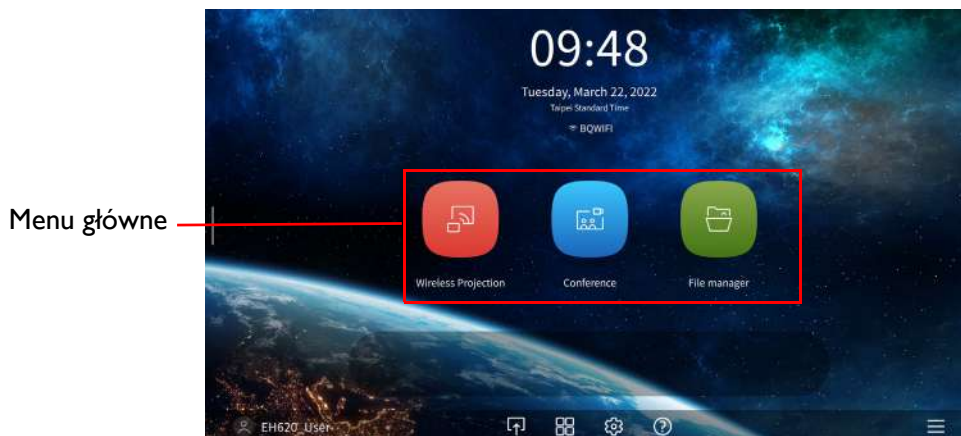 09:48
Tuesday, March 22, 2022
Taipei Standard Time
BQWIFI
Menu główne
Wireless Projection
Conference
File manager
EH620_User